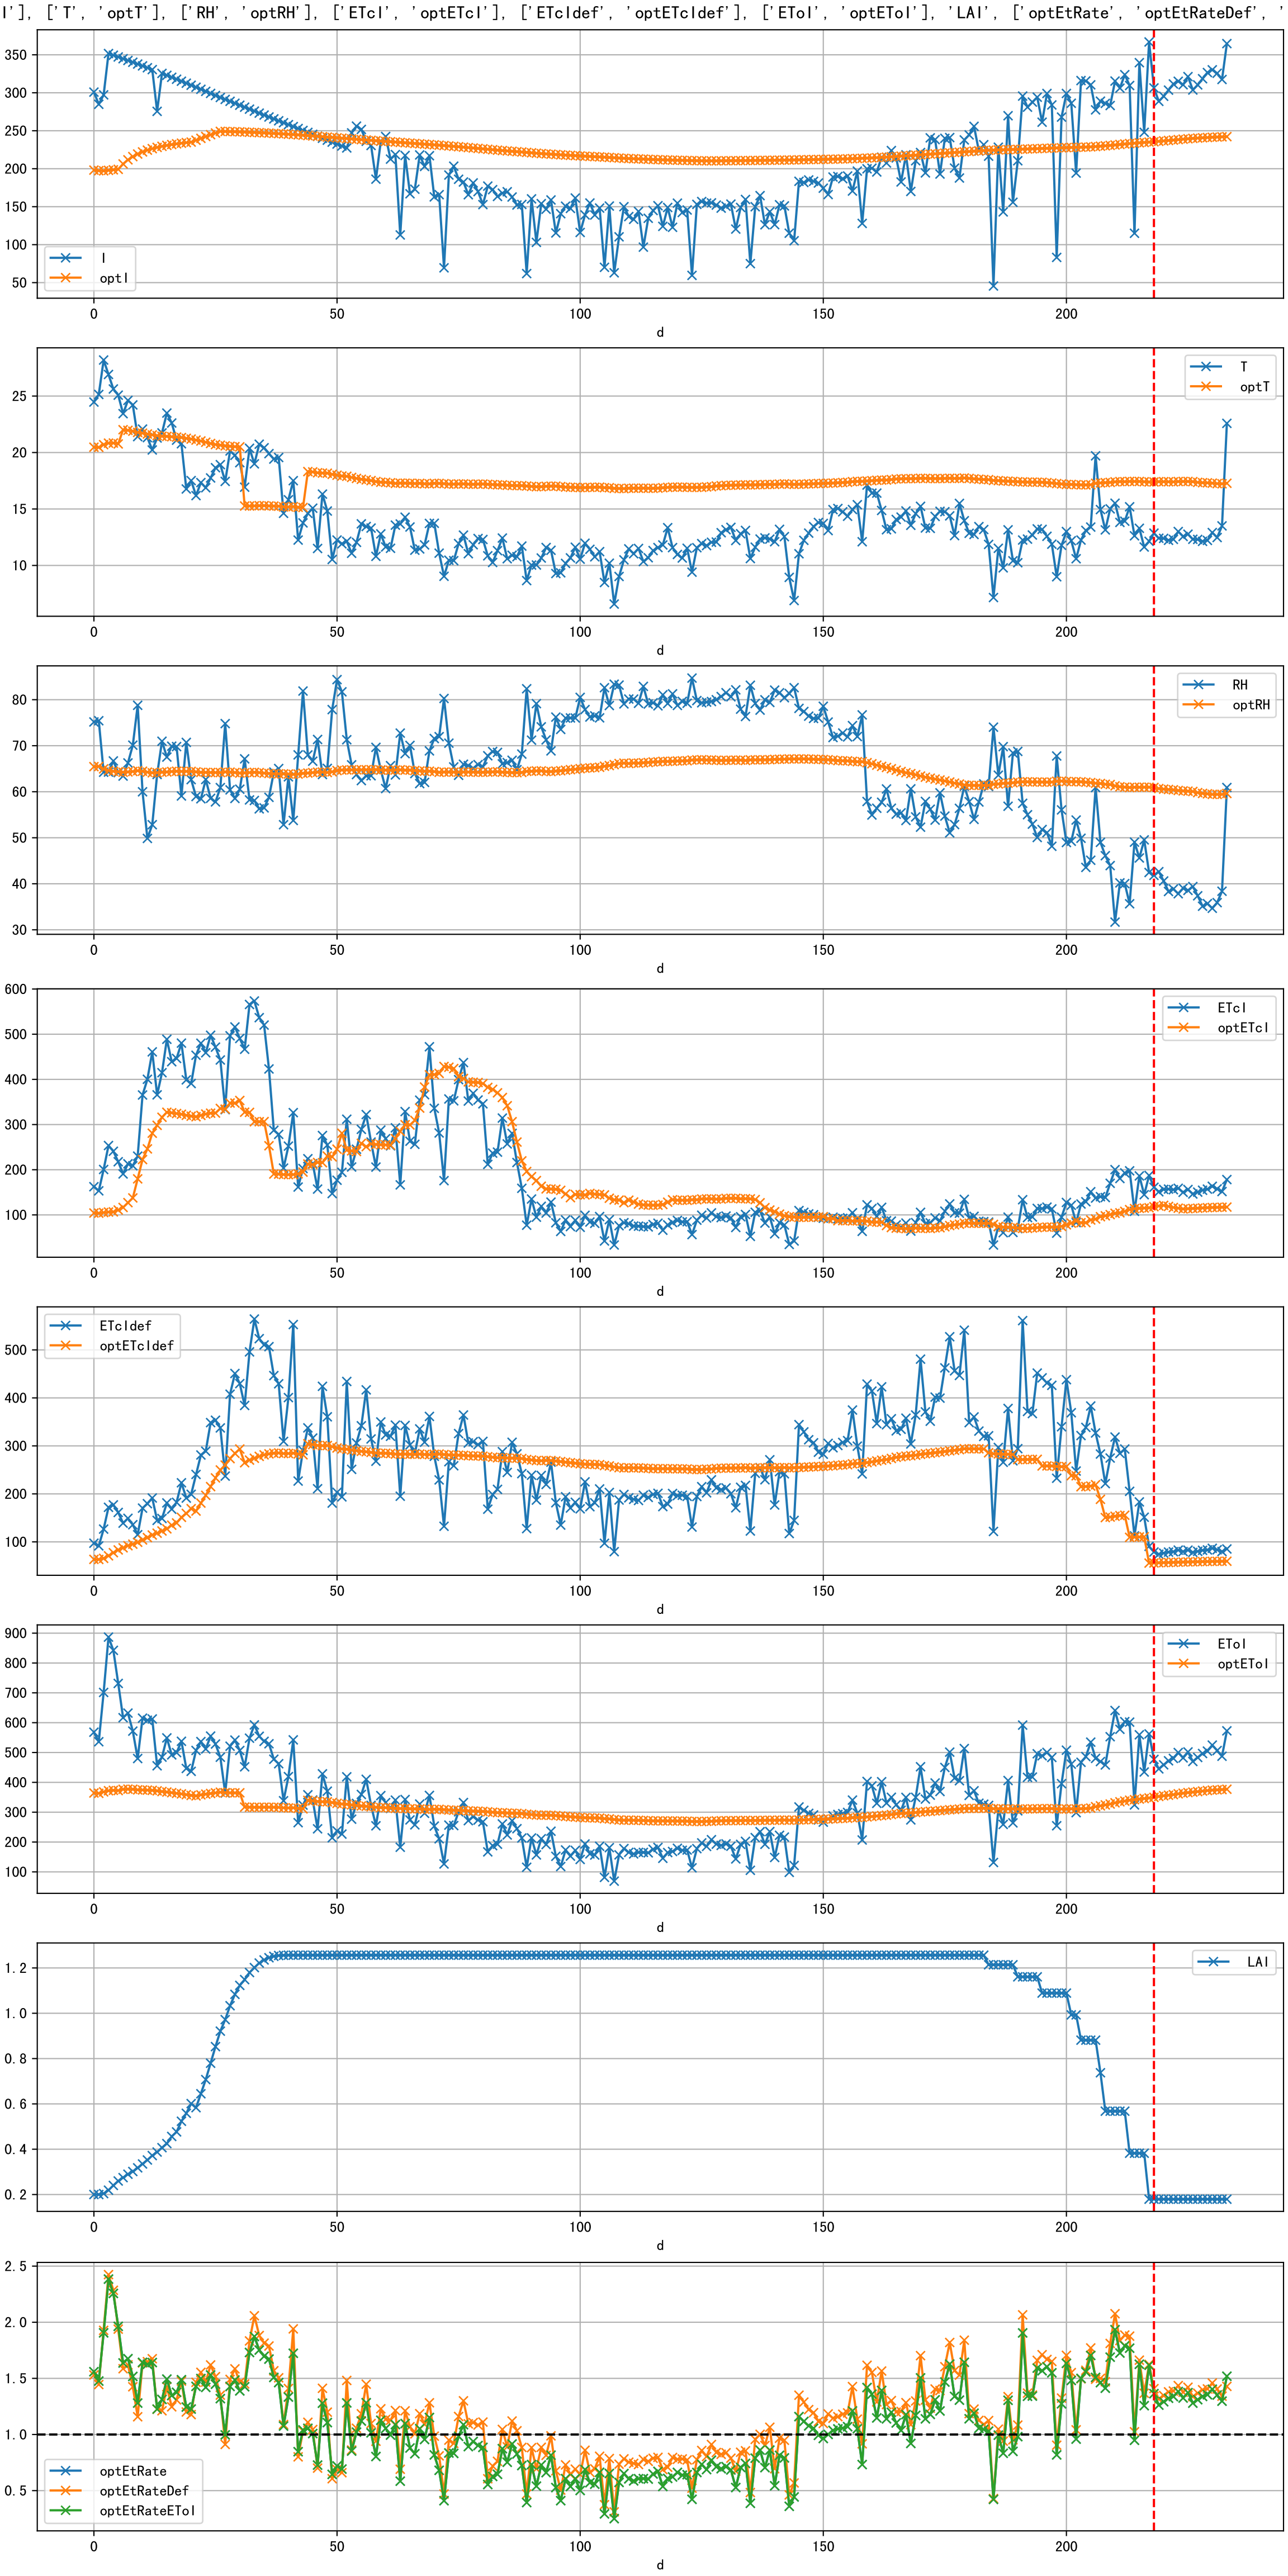 I'], ['T', 'optT'], ['RH', 'optRH'], ['ETcI', 'optETcI'], ['ETcIdef', 'optETcIdef'], ['EToI', 'optEToI'], 'LAI', ['optEtRate', 'optEtRateDef', '
350
300
250
200
150
100
50
I
optI
0 50 100 150 200
d
25
20
15
10
T
optT
0 50 100 150 200
d
80
70
60
50
40
30
RH
optRH
0 50 100 150 200
d
600
500
400
300
200
100
ETcI
optETcI
0 50 100 150 200
d
500
400
300
200
100
ETcIdef
optETcIdef
0 50 100 150 200
d
900
800
700
600
500
400
300
200
100
EToI
optEToI
0 50 100 150 200
d
1.2
1.0
0.8
0.6
0.4
0.2
LAI
0 50 100 150 200
d
2.5
2.0
1.5
1.0
0.5
optEtRate
optEtRateDef
optEtRateEToI
0 50 100 150 200
d